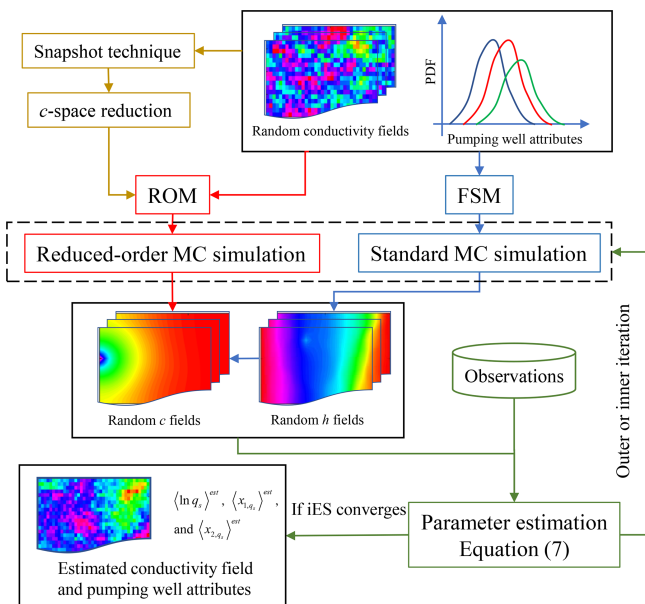 Snapshot technique
c-space reduction
PDF
Random conductivity fields
Pumping well attributes
ROM
FSM
Reduced-order MC simulation
Standard MC simulation
Random c fields
Random h fields
Observations
Outer or inner iteration
⟨ln q_s⟩^est , ⟨x_{1,q_s}⟩^est ,
and ⟨x_{2,q_s}⟩^est
If iES converges
Parameter estimation
Equation (7)
Estimated conductivity field
and pumping well attributes